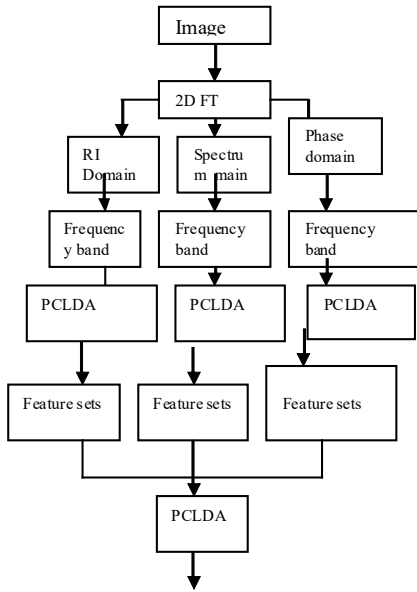 Image
2D FT
RI
Domain
Spectru
m main
Phase
domain
Frequenc
y band
Frequency
band
Frequency
band
PCLDA
PCLDA
PCLDA
Feature sets
Feature sets
Feature sets
PCLDA